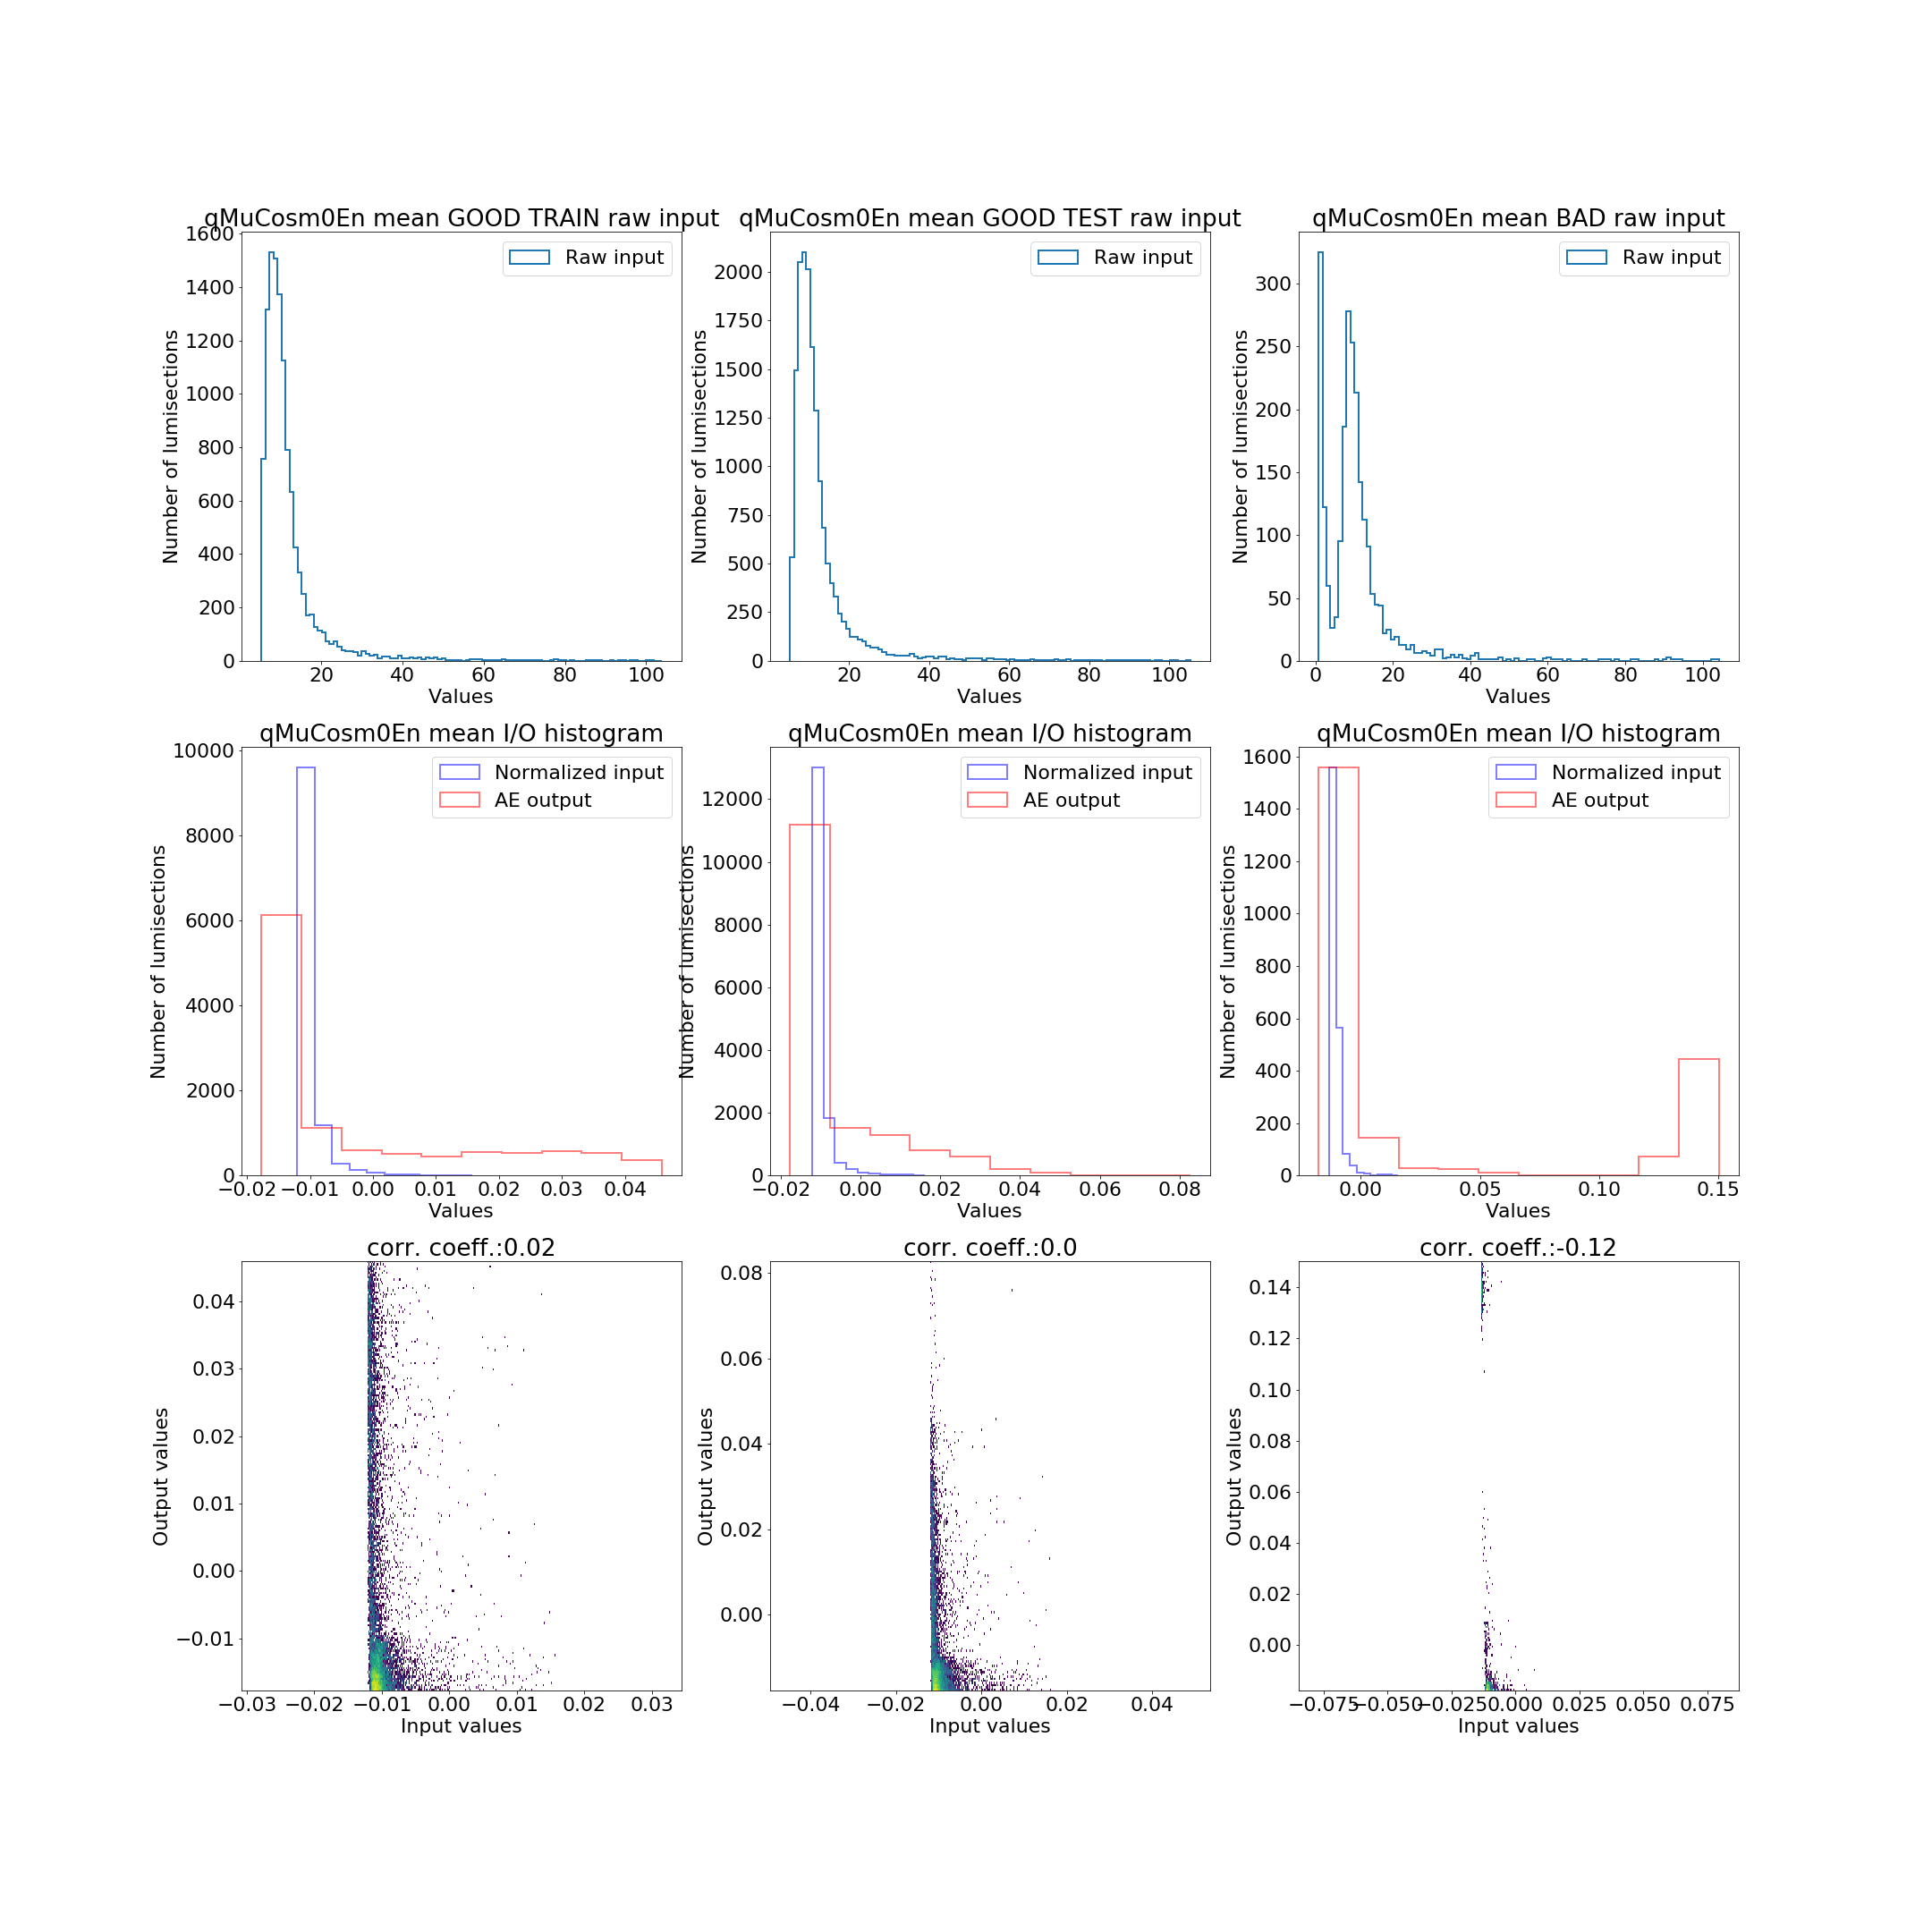 qMuCosm0En mean GOOD TRAIN raw input
Raw input
Number of lumisections
1600
1400
1200
1000
800
600
400
200
0
20 40 60 80 100
Values
qMuCosm0En mean GOOD TEST raw input
Raw input
Number of lumisections
2000
1750
1500
1250
1000
750
500
250
0
20 40 60 80 100
Values
qMuCosm0En mean BAD raw input
Raw input
Number of lumisections
300
250
200
150
100
50
0
0 20 40 60 80 100
Values
qMuCosm0En mean I/O histogram
Normalized input
AE output
Number of lumisections
10000
8000
6000
4000
2000
0
−0.02 −0.01 0.00 0.01 0.02 0.03 0.04
Values
qMuCosm0En mean I/O histogram
Normalized input
AE output
Number of lumisections
12000
10000
8000
6000
4000
2000
0
−0.02 0.00 0.02 0.04 0.06 0.08
Values
qMuCosm0En mean I/O histogram
Normalized input
AE output
Number of lumisections
1600
1400
1200
1000
800
600
400
200
0
0.00 0.05 0.10 0.15
Values
corr. coeff.:0.02
Output values
0.04
0.03
0.02
0.01
0.00
−0.01
−0.03 −0.02 −0.01 0.00 0.01 0.02 0.03
Input values
corr. coeff.:0.0
Output values
0.08
0.06
0.04
0.02
0.00
−0.04 −0.02 0.00 0.02 0.04
Input values
corr. coeff.:-0.12
Output values
0.14
0.12
0.10
0.08
0.06
0.04
0.02
0.00
−0.075 −0.050 −0.025 0.000 0.025 0.050 0.075
Input values